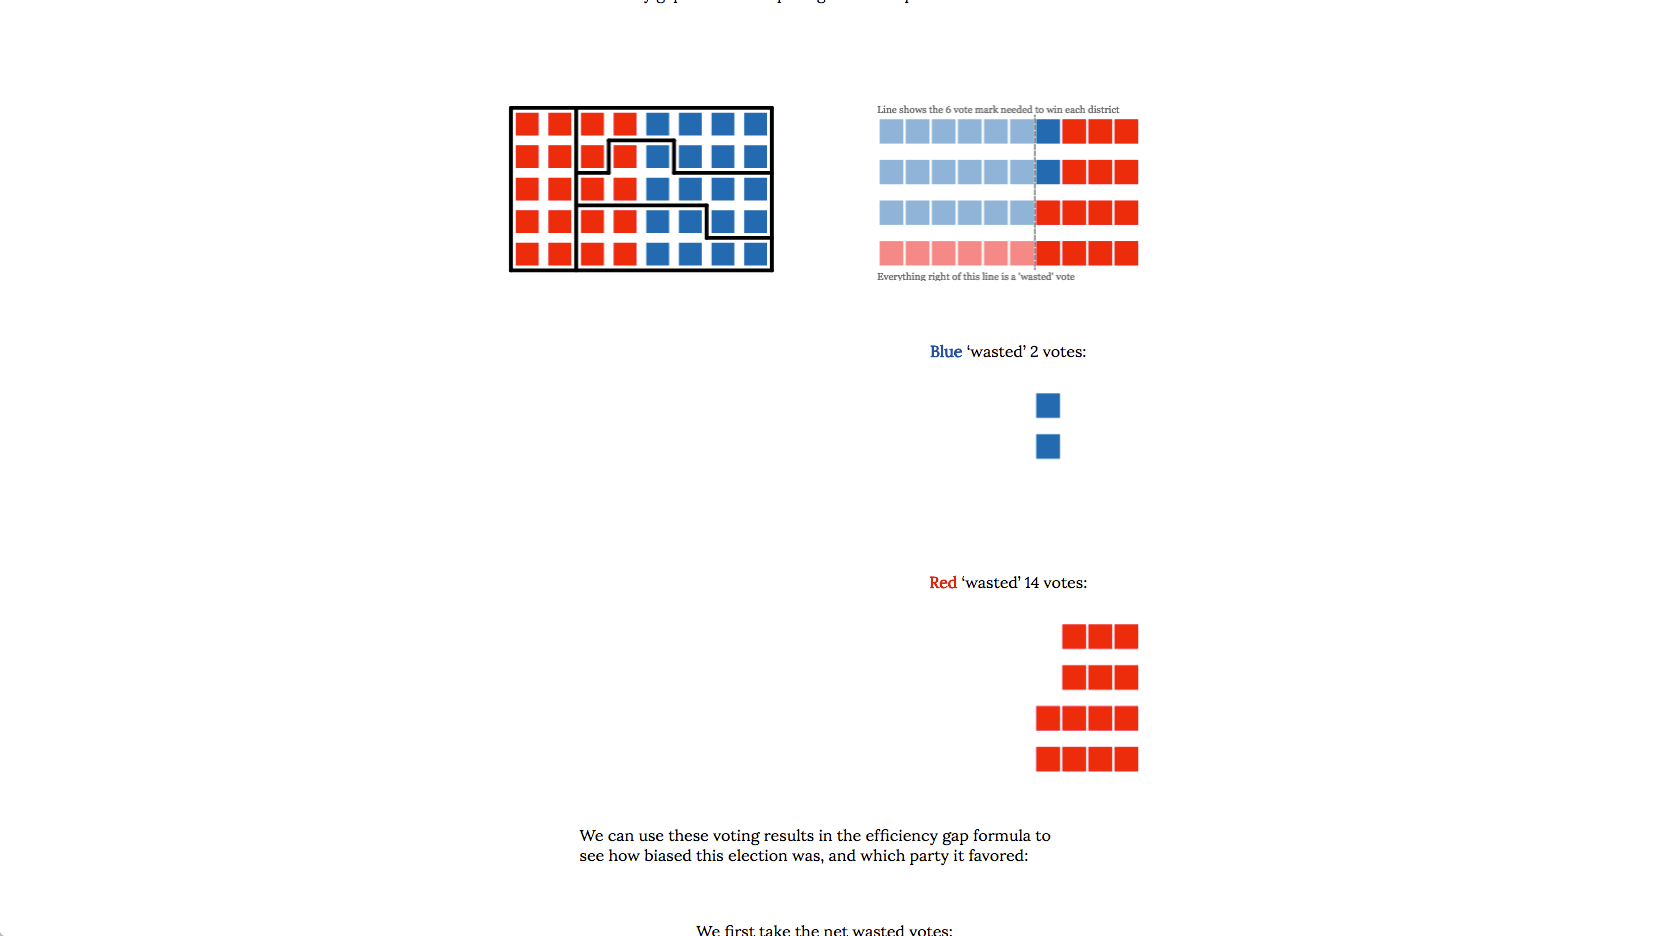 Line shows the 6 vote mark needed to win each district
Everything right of this line is a 'wasted' vote
Blue ‘wasted’ 2 votes:
Red ‘wasted’ 14 votes:
We can use these voting results in the efficiency gap formula to
see how biased this election was, and which party it favored:
We first take the net wasted votes: